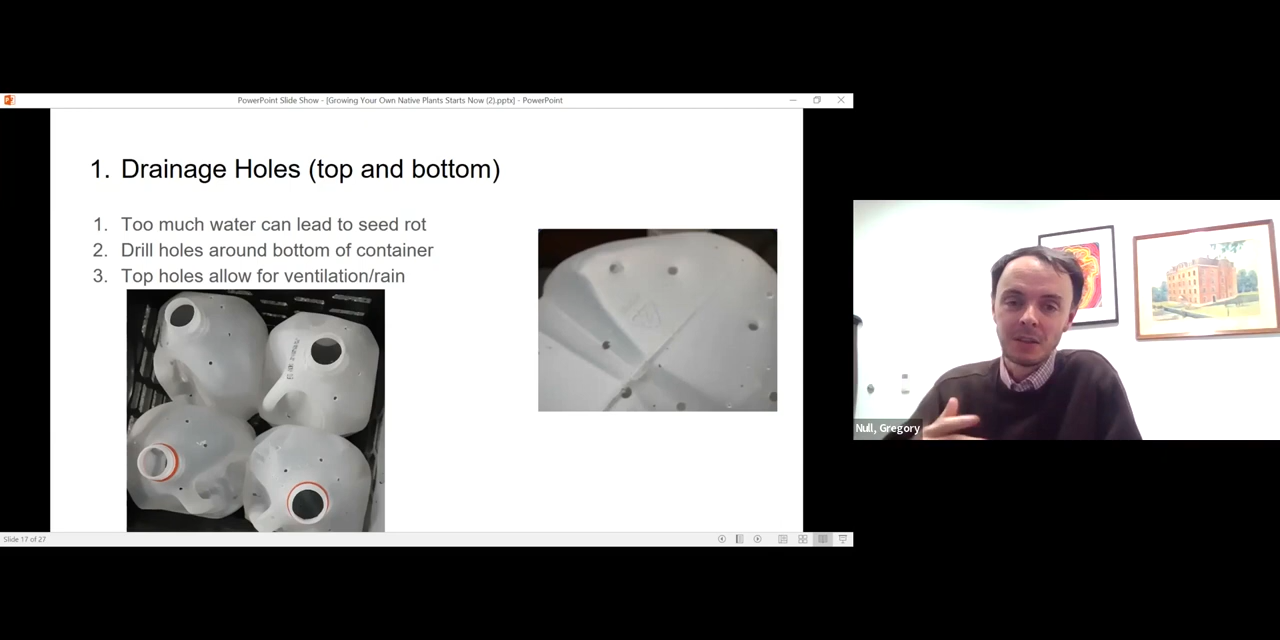 PowerPoint Slide Show - [Growing Your Own Native Plants Starts Now (2).pptx] - PowerPoint
1. Drainage Holes (top and bottom)
1. Too much water can lead to seed rot
2. Drill holes around bottom of container
3. Top holes allow for ventilation/rain
Null, Gregory
Slide 17 of 27